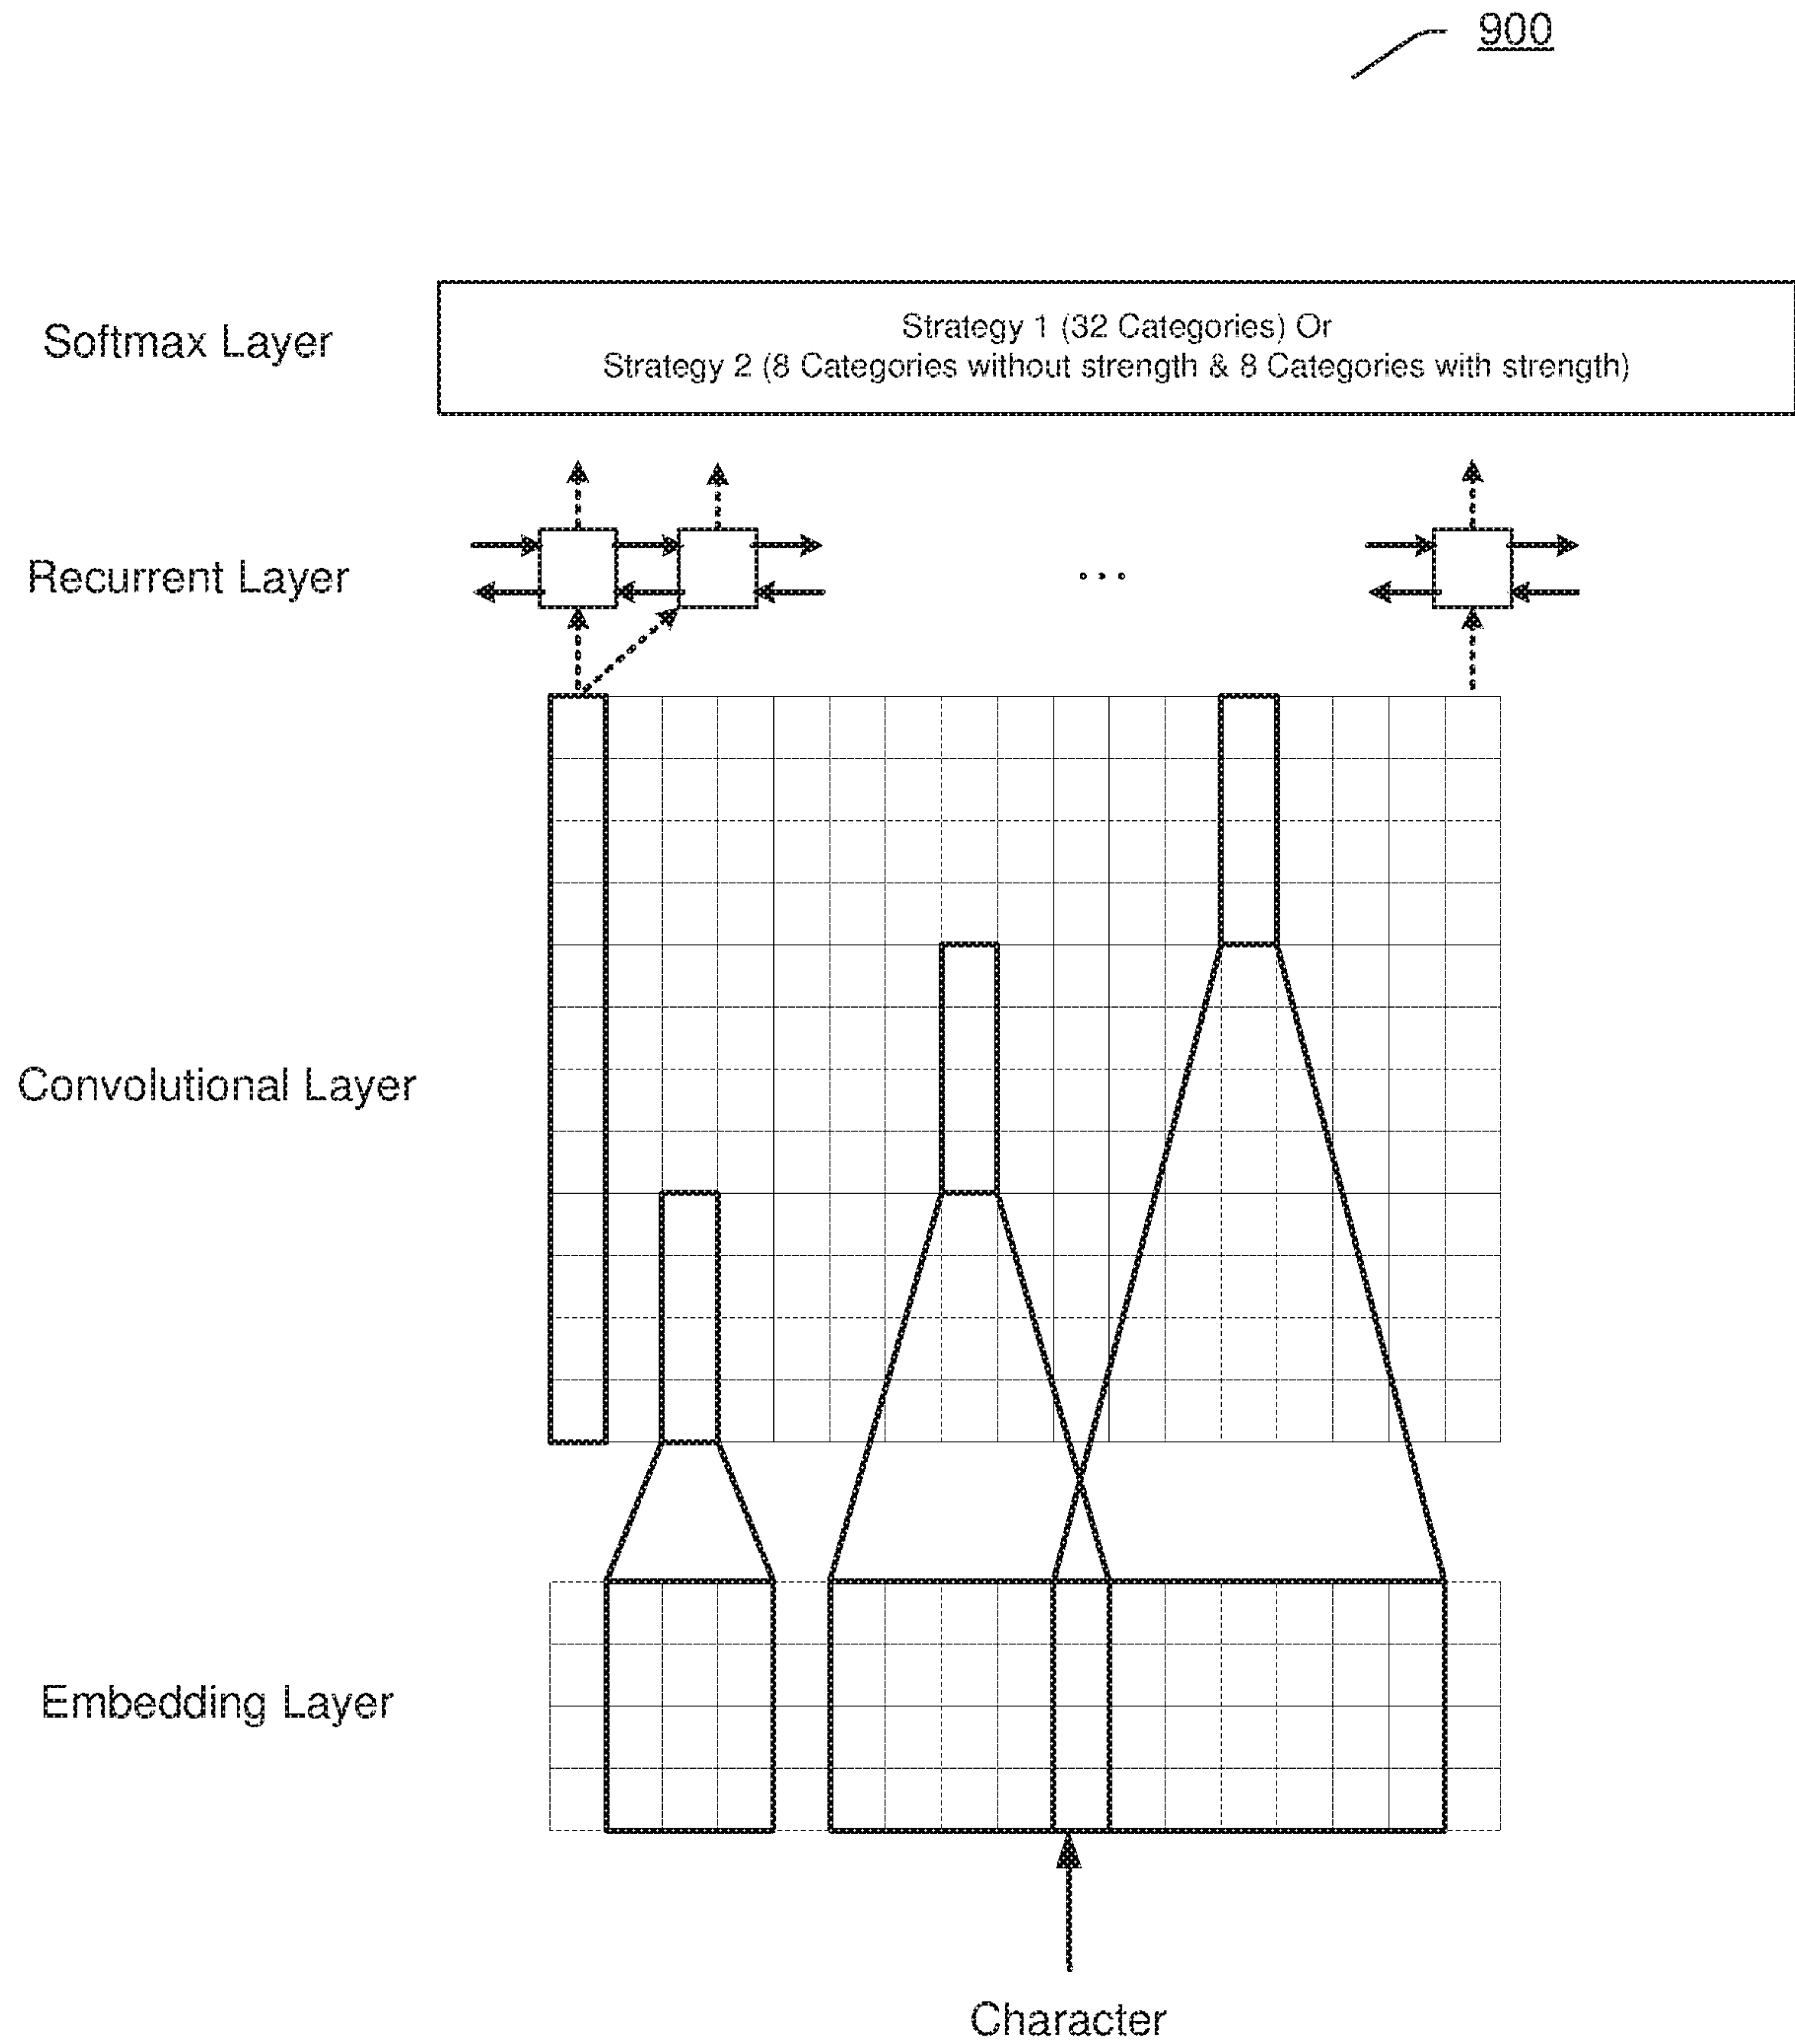 900
Softmax Layer
Strategy 1 (32 Categories) Or
Strategy 2 (8 Categories without strength & 8 Categories with strength)
Recurrent Layer
Convolutional Layer
Embedding Layer
Character